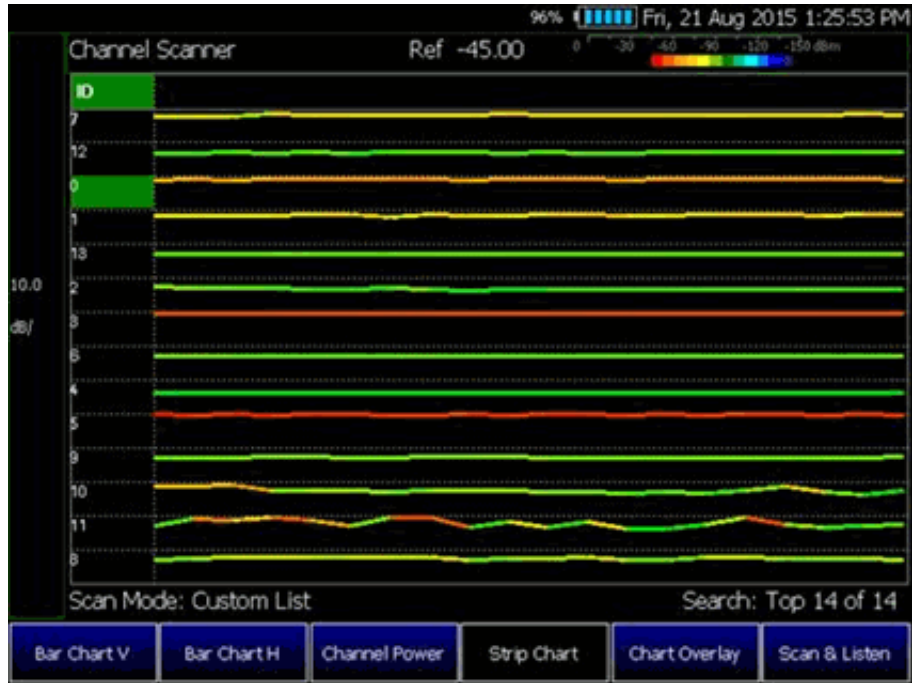 96% Fri, 21 Aug 2015 1:25:53 PM
Channel Scanner Ref -45.00 0 -30 -60 -90 -120 -150 dBm
ID
7
12
0
1
13
2
3
6
4
5
9
10
11
8
10.0
dB/
Scan Mode: Custom List Search: Top 14 of 14
Bar Chart V Bar Chart H Channel Power Strip Chart Chart Overlay Scan & Listen